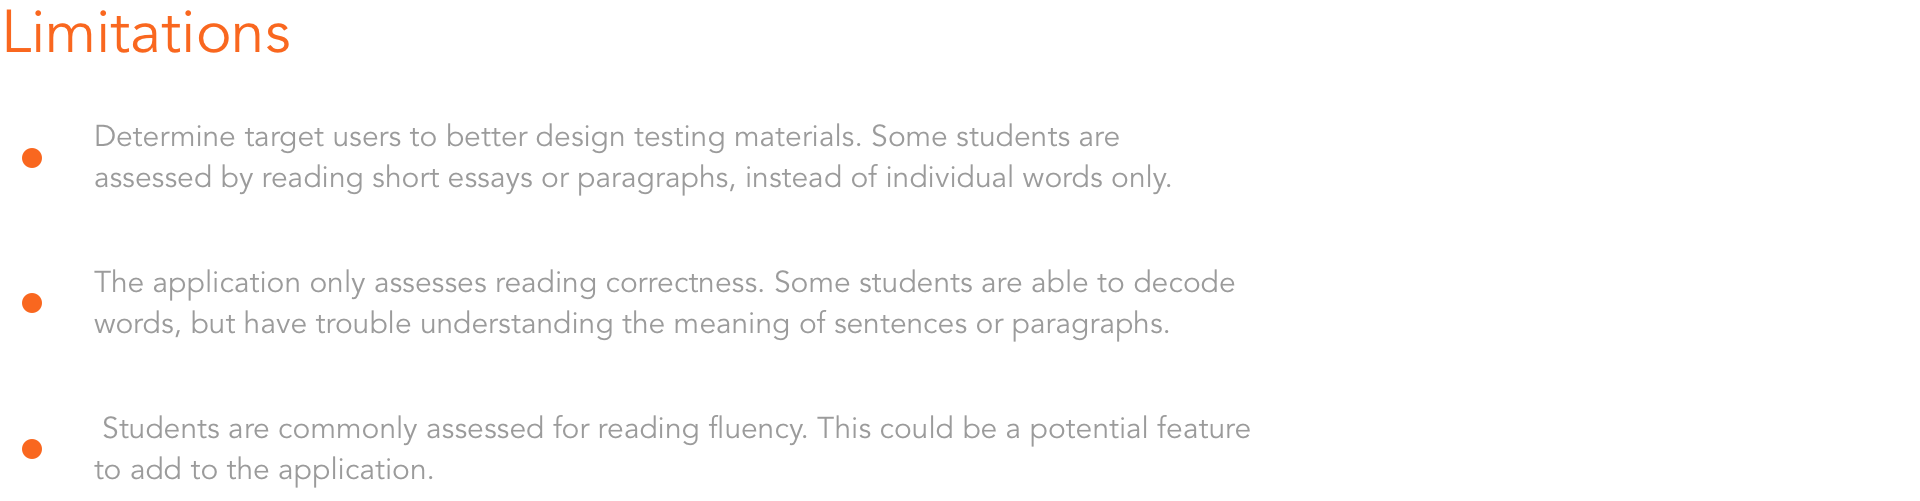 Limitations
Determine target users to better design testing materials. Some students are
assessed by reading short essays or paragraphs, instead of individual words only.
The application only assesses reading correctness. Some students are able to decode
words, but have trouble understanding the meaning of sentences or paragraphs.
Students are commonly assessed for reading fluency. This could be a potential feature
to add to the application.